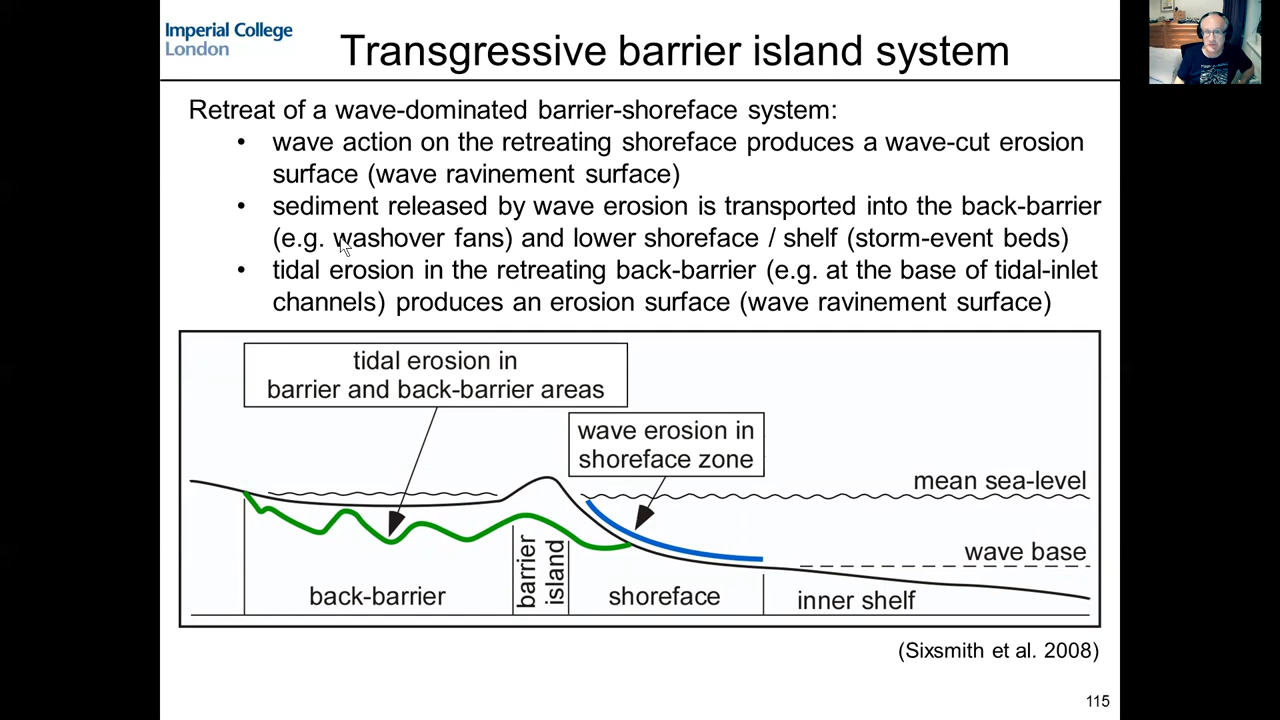 Imperial College
London
Transgressive barrier island system
Retreat of a wave-dominated barrier-shoreface system:
• wave action on the retreating shoreface produces a wave-cut erosion
surface (wave ravinement surface)
• sediment released by wave erosion is transported into the back-barrier
(e.g. washover fans) and lower shoreface / shelf (storm-event beds)
• tidal erosion in the retreating back-barrier (e.g. at the base of tidal-inlet
channels) produces an erosion surface (wave ravinement surface)
tidal erosion in
barrier and back-barrier areas
wave erosion in
shoreface zone
mean sea-level
wave base
back-barrier
barrier
island
shoreface
inner shelf
(Sixsmith et al. 2008)
115